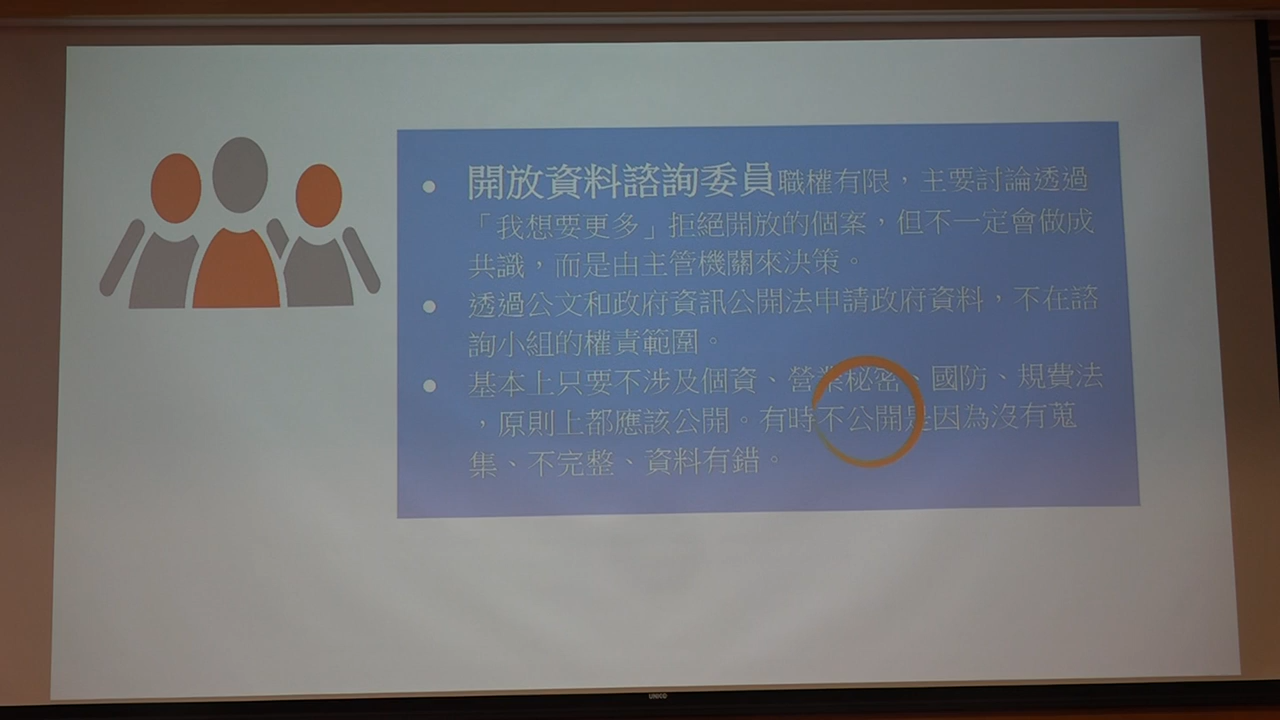 開放資料諮詢委員職權有限，主要討論透過
「我想要更多」拒絕開放的個案，但不一定會做成
共識，而是由主管機關來決策。
透過公文和政府資訊公開法申請政府資料，不在諮
詢小組的權責範圍。
基本上只要不涉及個資、營業秘密、國防、規費法
，原則上都應該公開。有時不公開是因為沒有蒐
集、不完整、資料有錯。